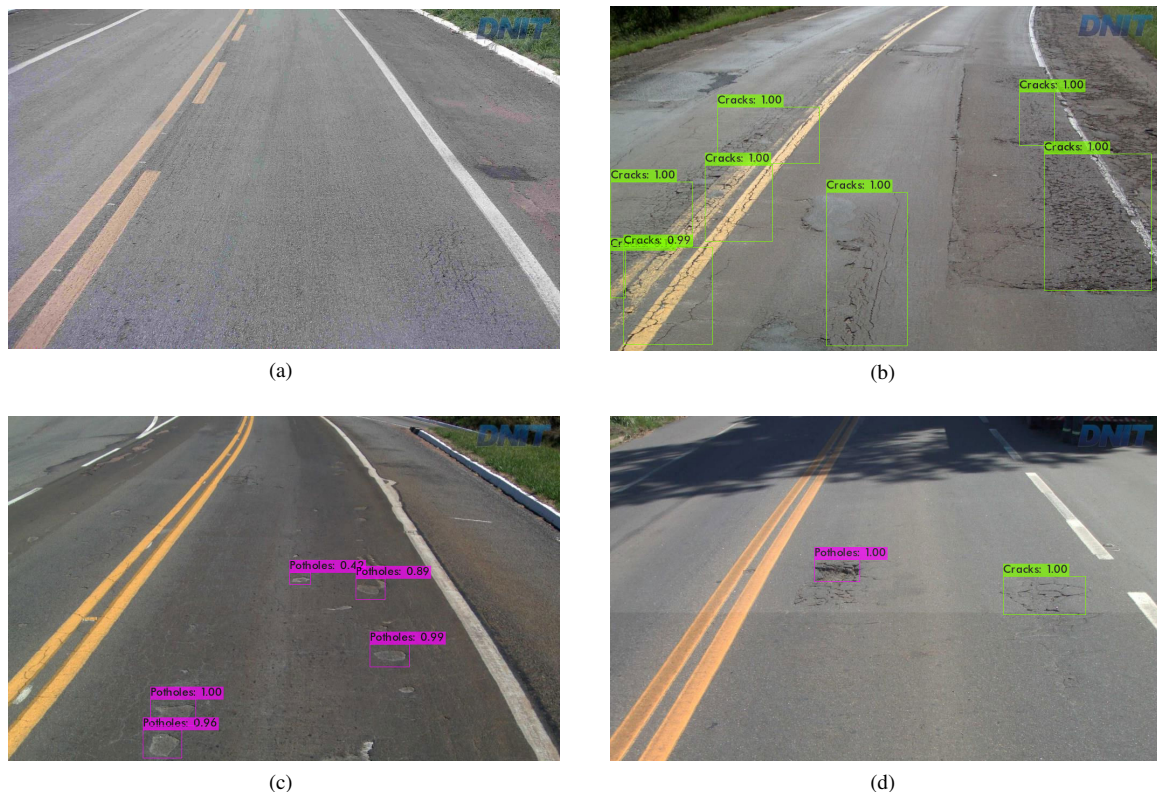 DNIT
DNIT
Cracks: 1.00
Cracks: 1.00
Cracks: 1.00
Cracks: 1.00
Cracks: 1.00
Cracks: 1.00
Cracks: 0.99
(a)
(b)
DNIT
DNIT
Potholes: 0.42
Potholes: 0.89
Potholes: 0.99
Potholes: 1.00
Potholes: 0.96
Potholes: 1.00
Cracks: 1.00
(c)
(d)